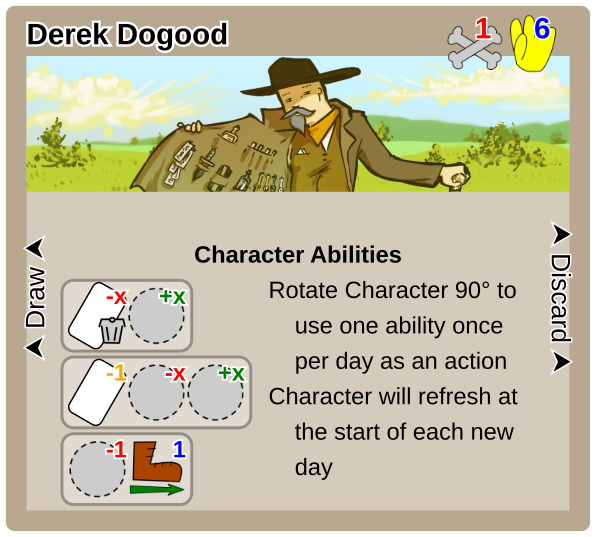 Derek Dogood
1
6
Character Abilities
Draw
Discard
-x
+x
-1
-x
+x
-1
1
Rotate Character 90° to
use one ability once
per day as an action
Character will refresh at
the start of each new
day